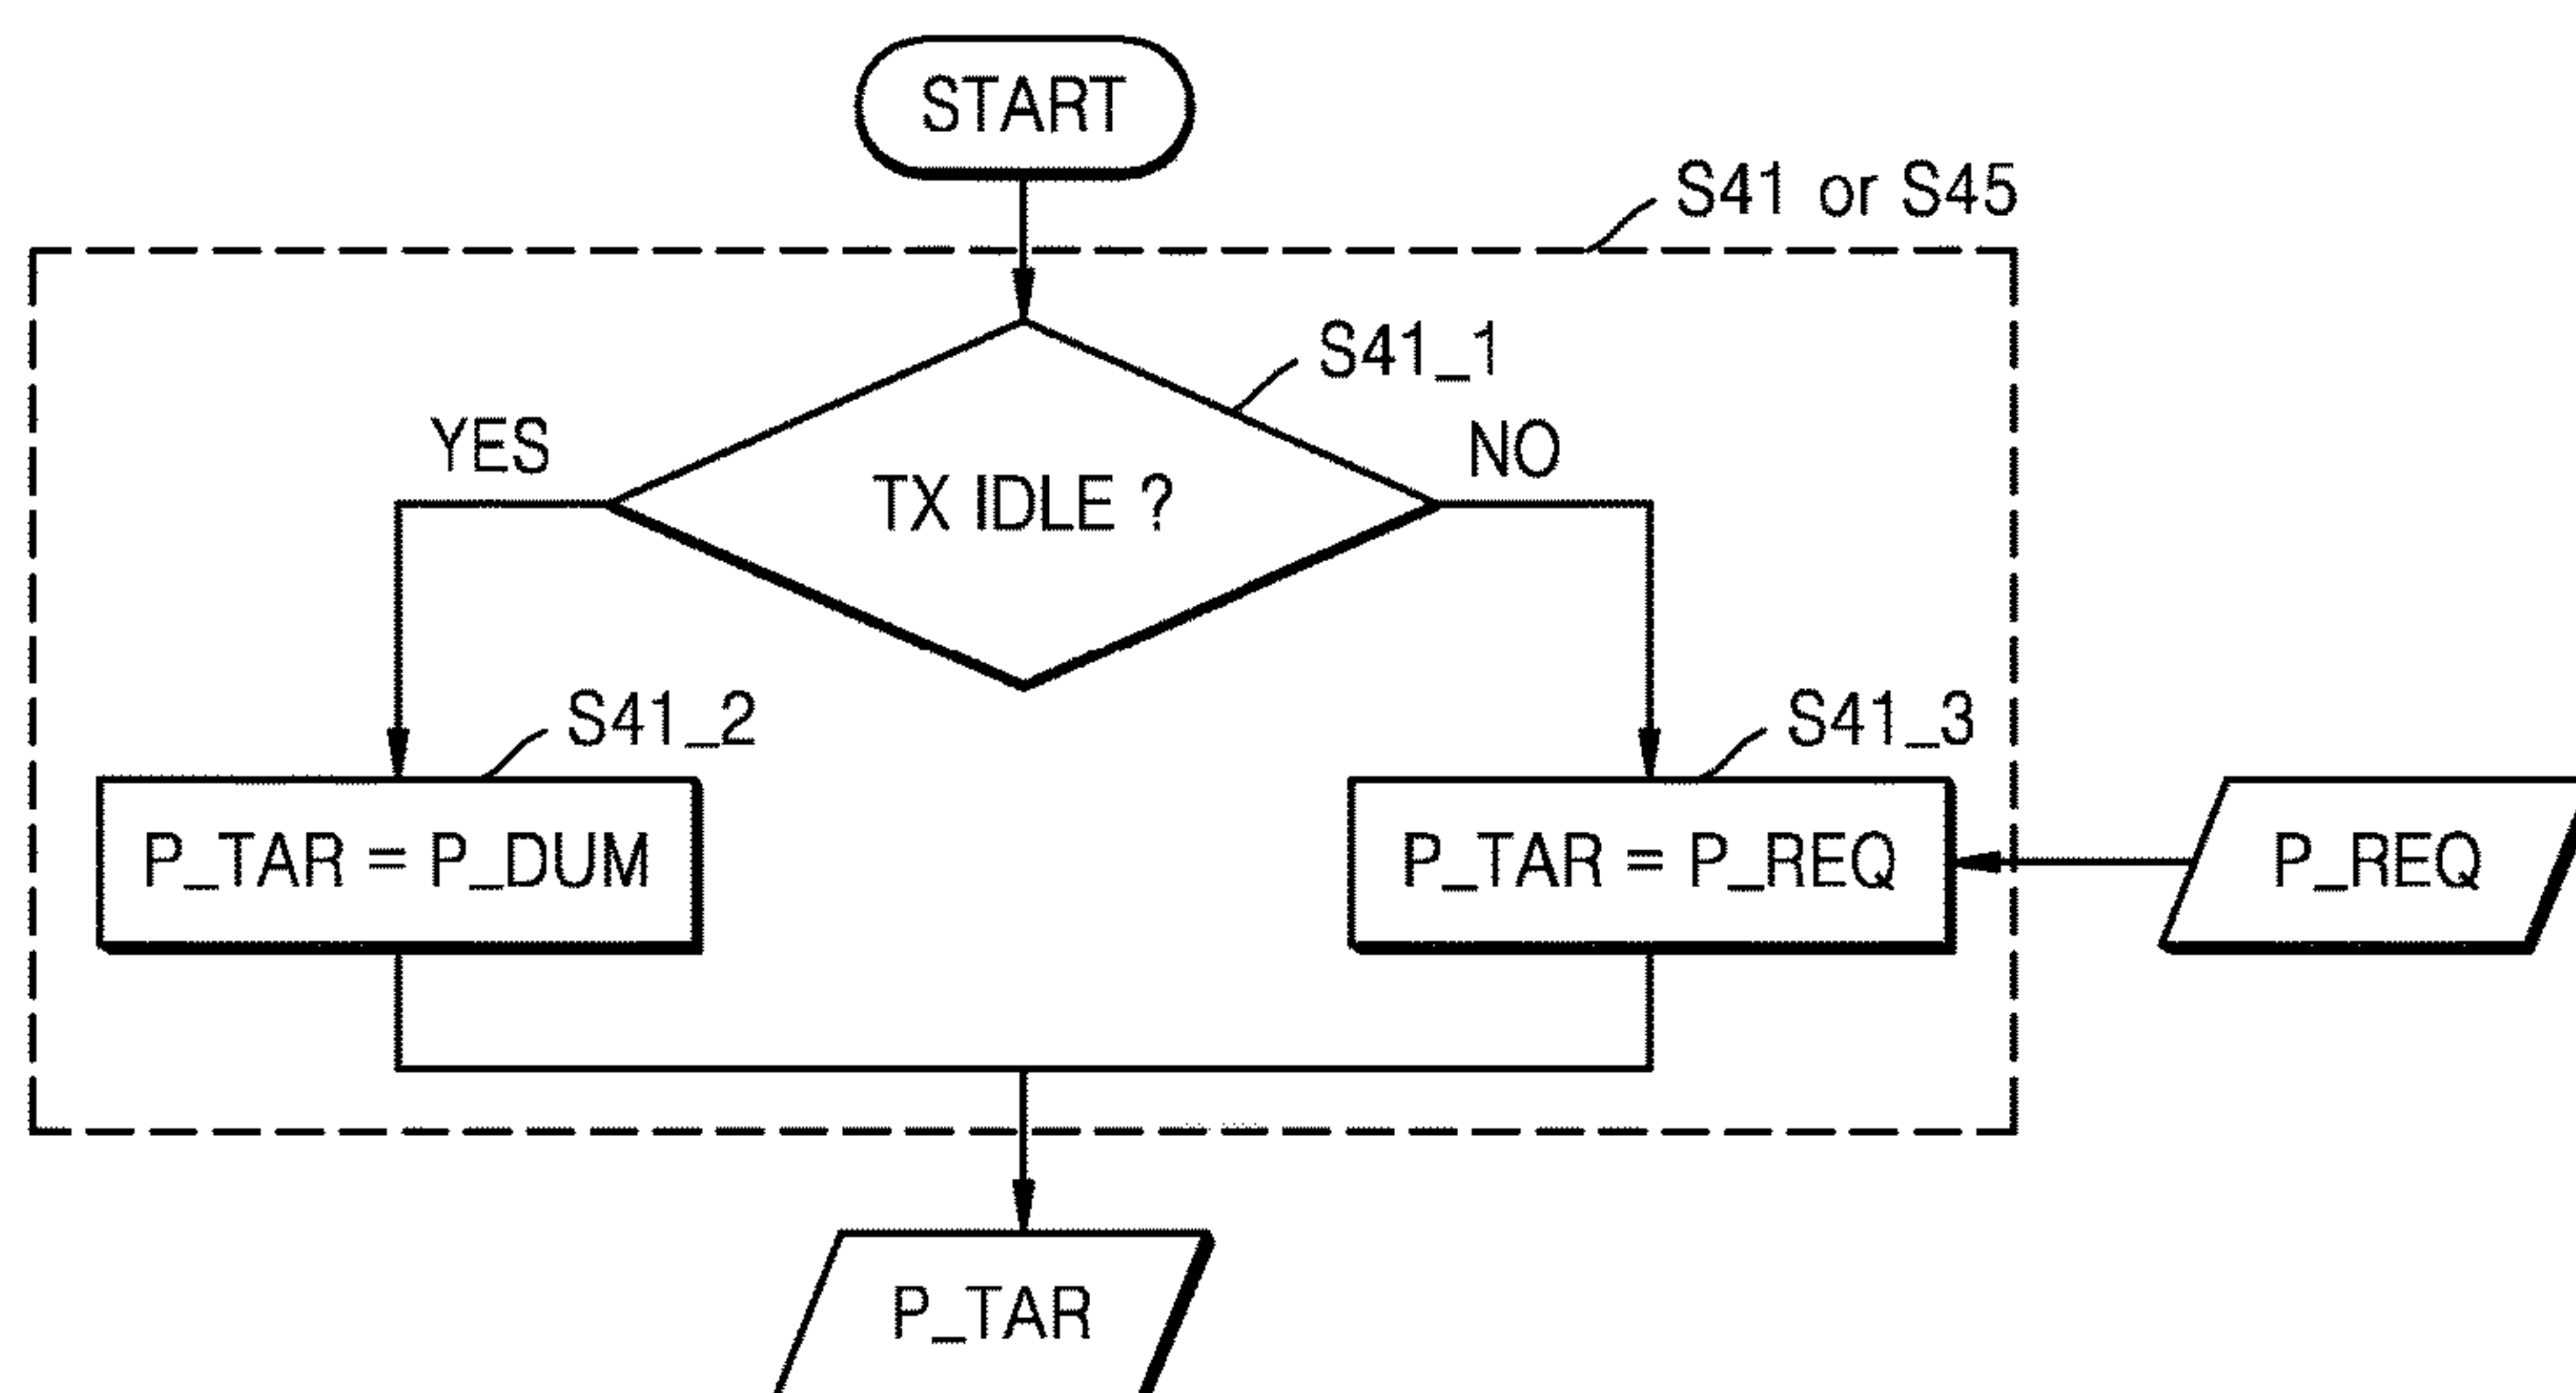 START
S41 or S45
S41_1
YES
NO
TX IDLE ?
S41_2
S41_3
P_TAR = P_DUM
P_TAR = P_REQ
P_REQ
P_TAR